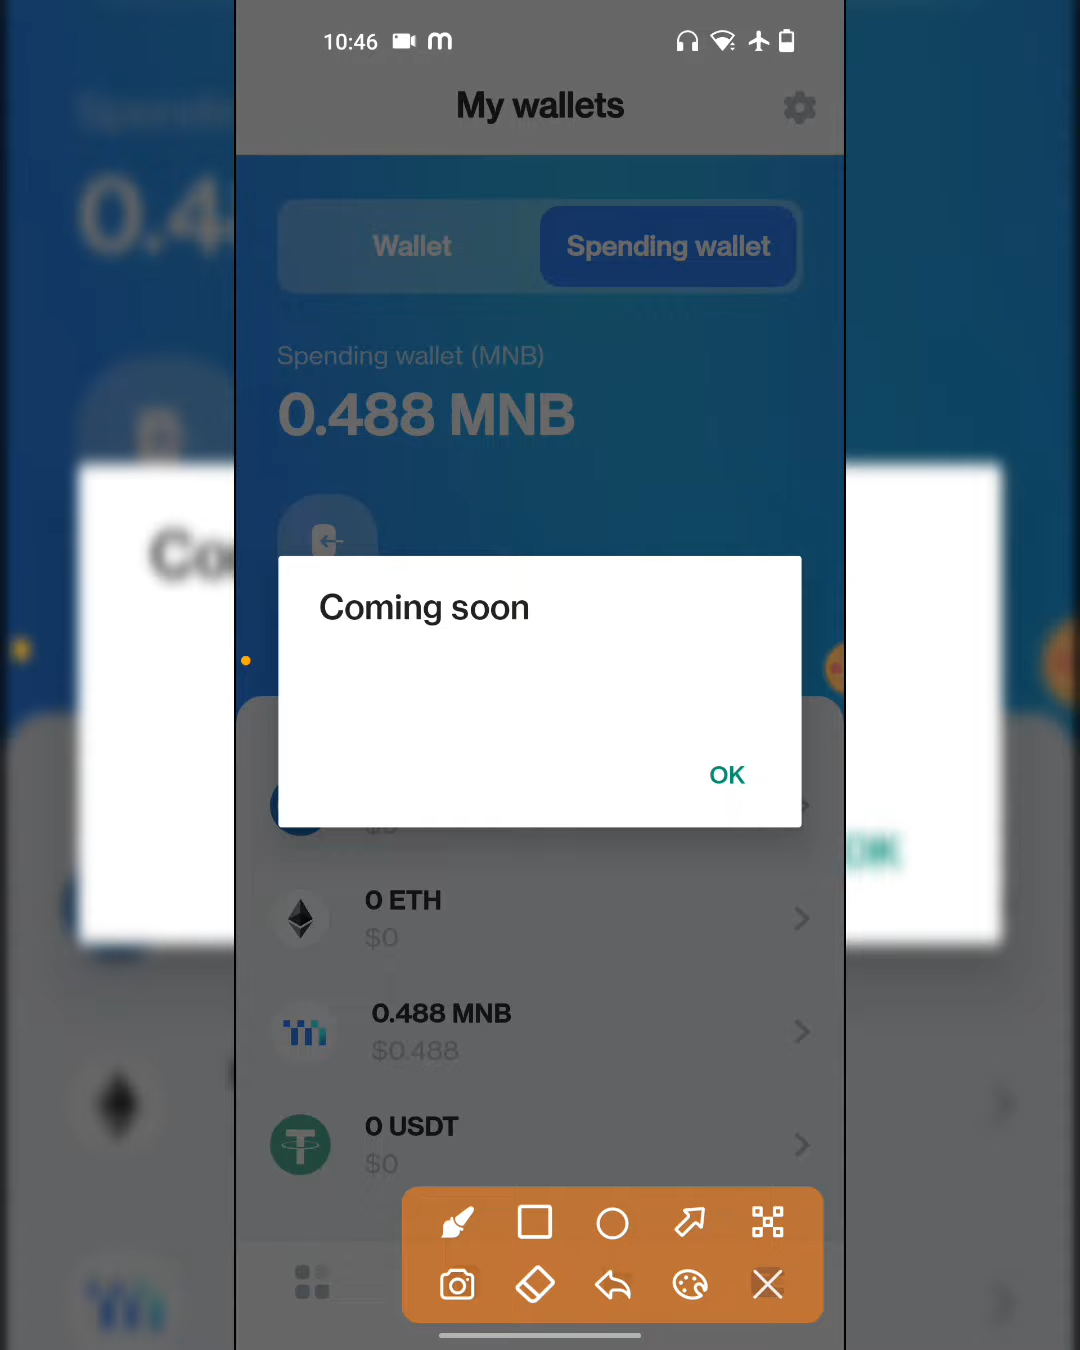 10:46
My wallets
Wallet
Spending wallet
Spending wallet (MNB)
0.488 MNB
Coming soon
OK
$0
0 ETH
$0
0.488 MNB
$0.488
0 USDT
$0